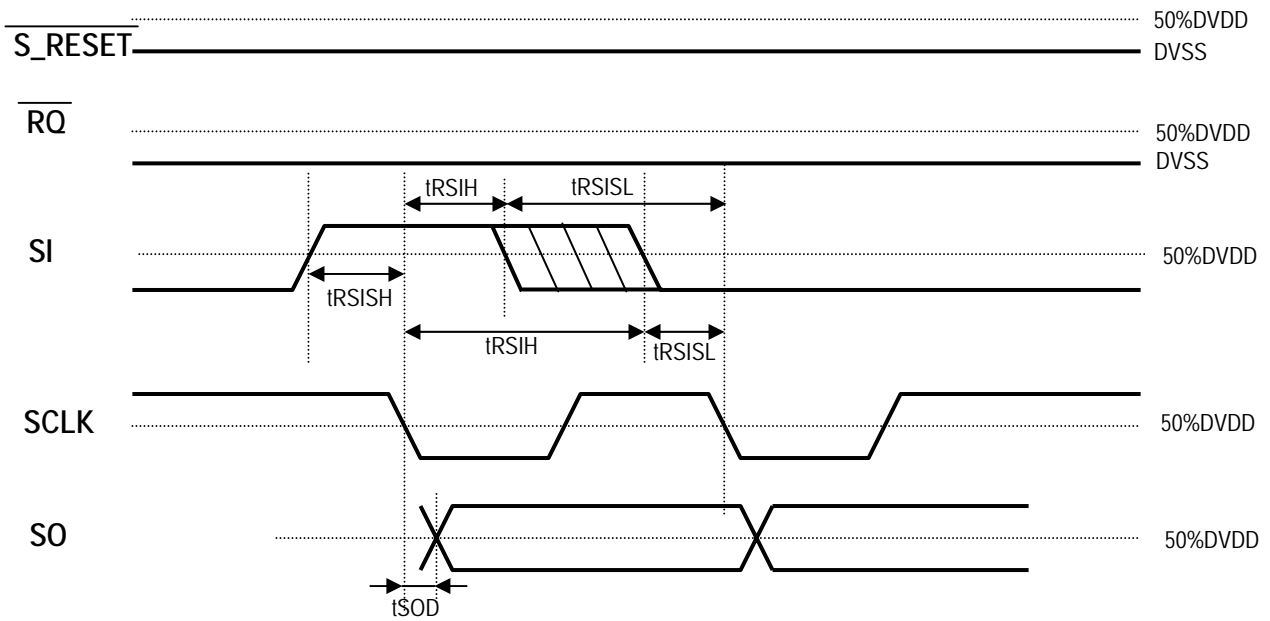 50%DVDD
S_RESET
DVSS
RQ
50%DVDD
DVSS
tRSIH
tRSISL
SI
50%DVDD
tRSISH
tRSIH
tRSISL
SCLK
50%DVDD
SO
50%DVDD
tSOD